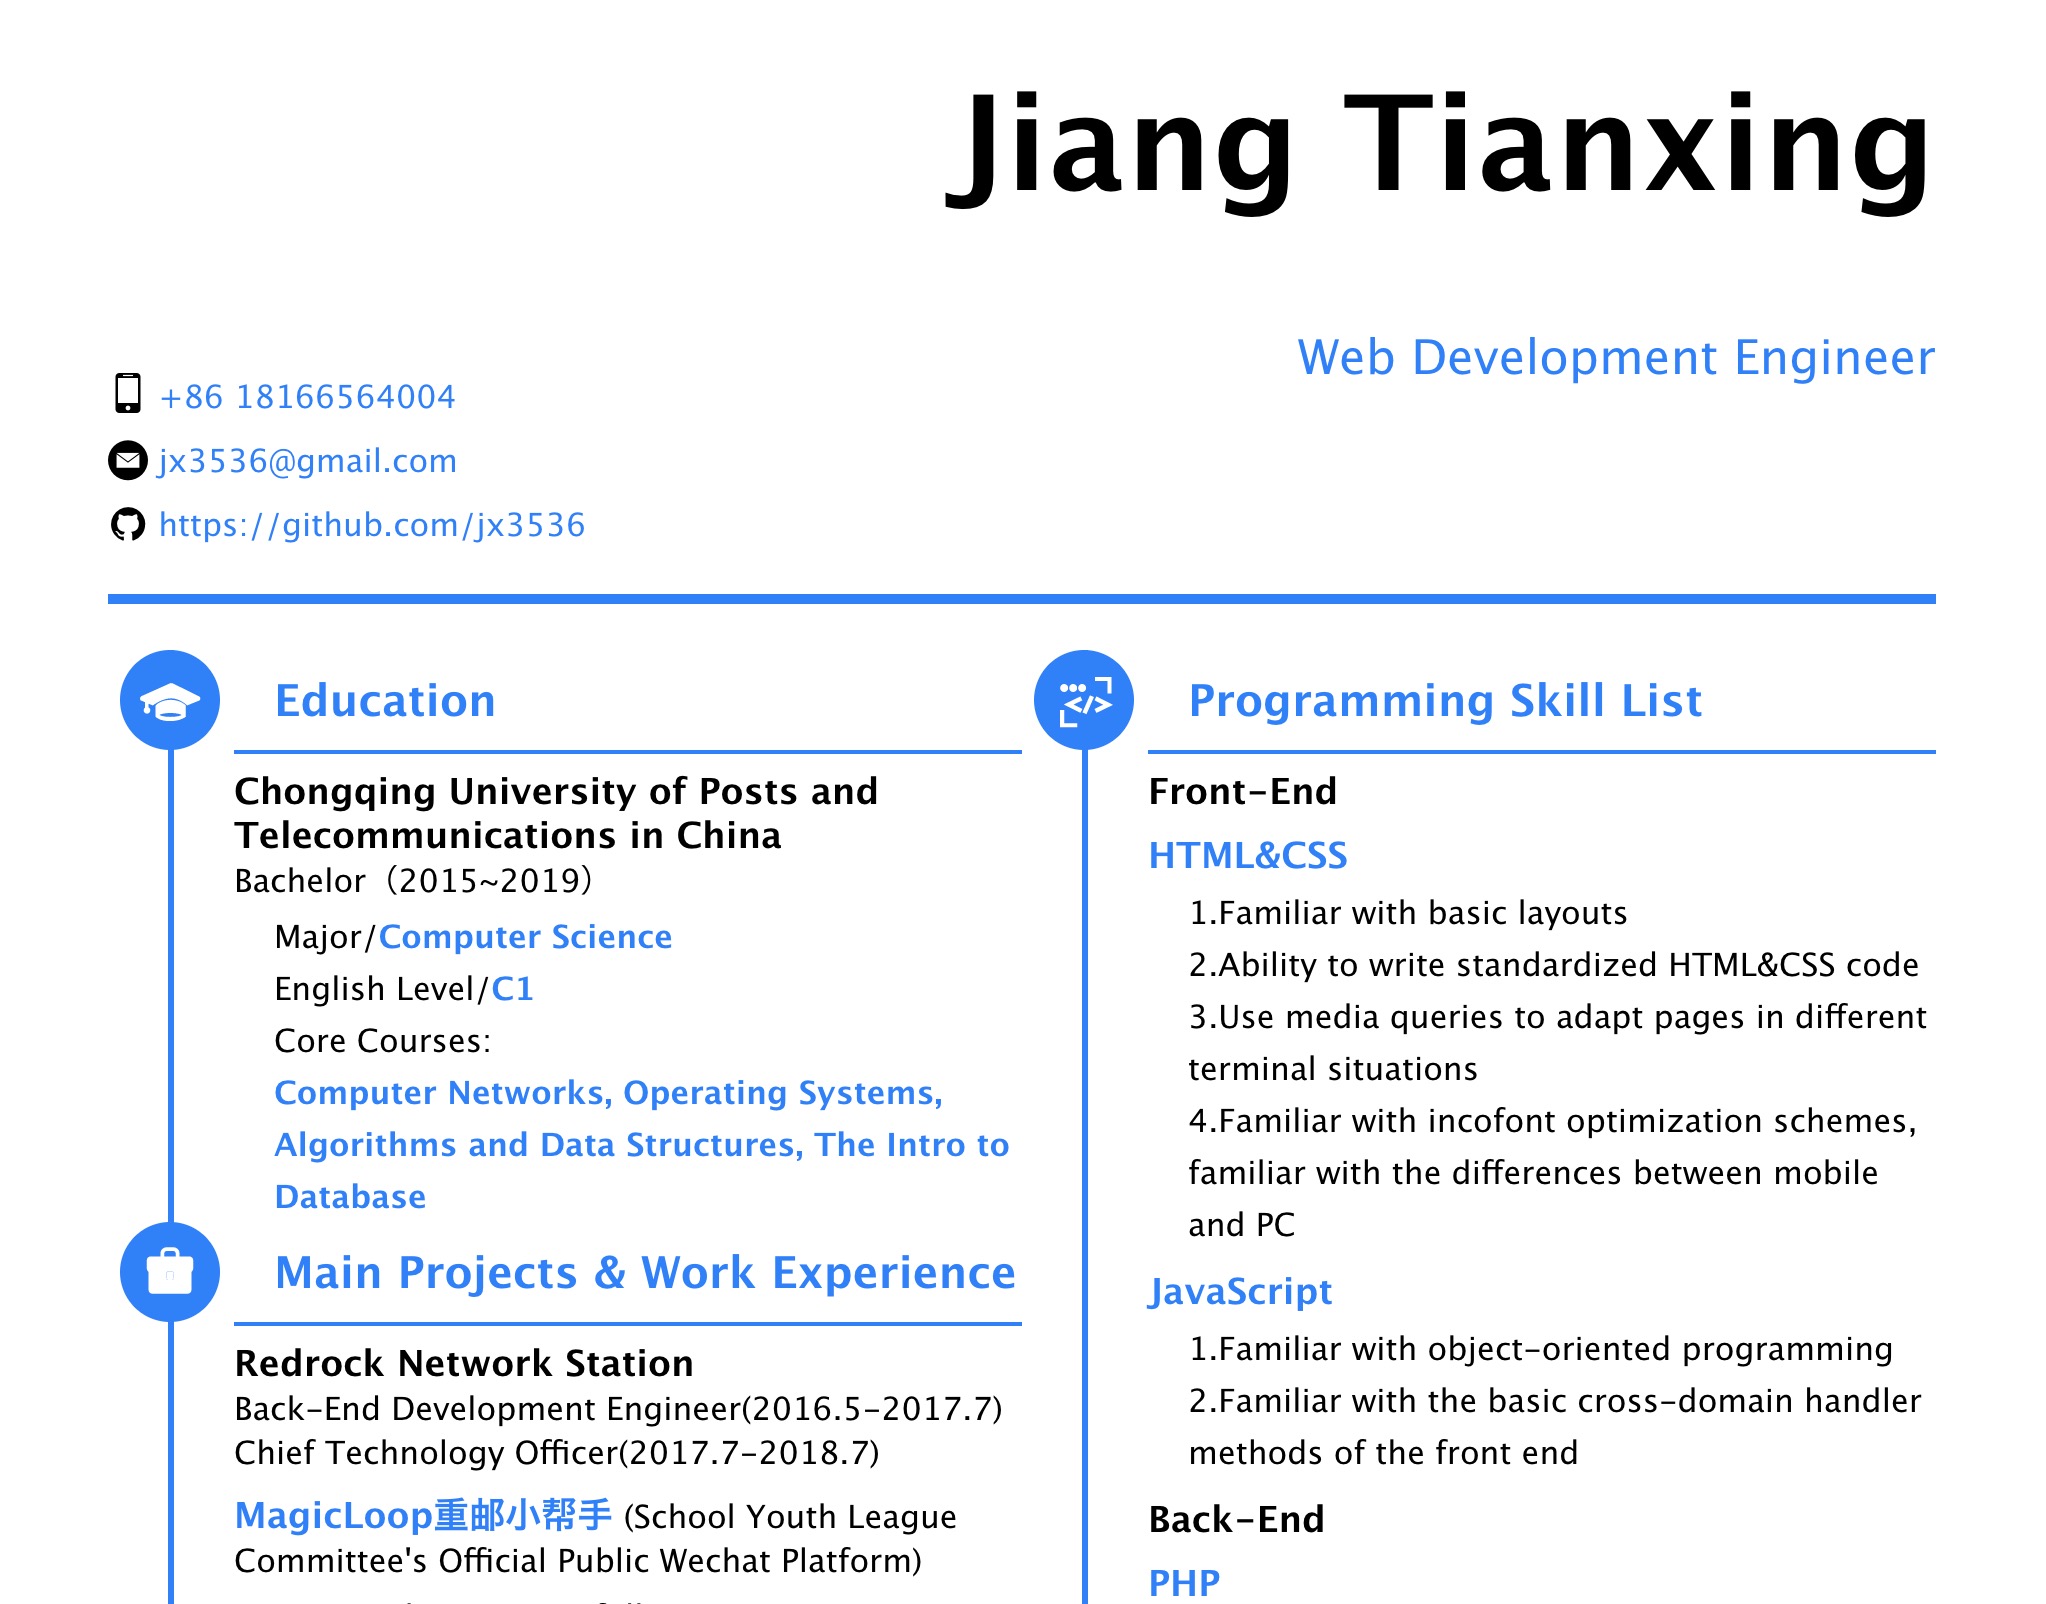 Jiang Tianxing
Web Development Engineer
+86 18166564004
jx3536@gmail.com
https://github.com/jx3536
Education
Chongqing University of Posts and
Telecommunications in China
Bachelor（2015~2019）
Major/Computer Science
English Level/C1
Core Courses:
Computer Networks, Operating Systems,
Algorithms and Data Structures, The Intro to
Database
Main Projects & Work Experience
Redrock Network Station
Back-End Development Engineer(2016.5-2017.7)
Chief Technology Officer(2017.7-2018.7)
MagicLoop重邮小帮手 (School Youth League
Committee's Official Public Wechat Platform)
Programming Skill List
Front-End
HTML&CSS
1.Familiar with basic layouts
2.Ability to write standardized HTML&CSS code
3.Use media queries to adapt pages in different
terminal situations
4.Familiar with incofont optimization schemes,
familiar with the differences between mobile
and PC
JavaScript
1.Familiar with object-oriented programming
2.Familiar with the basic cross-domain handler
methods of the front end
Back-End
PHP